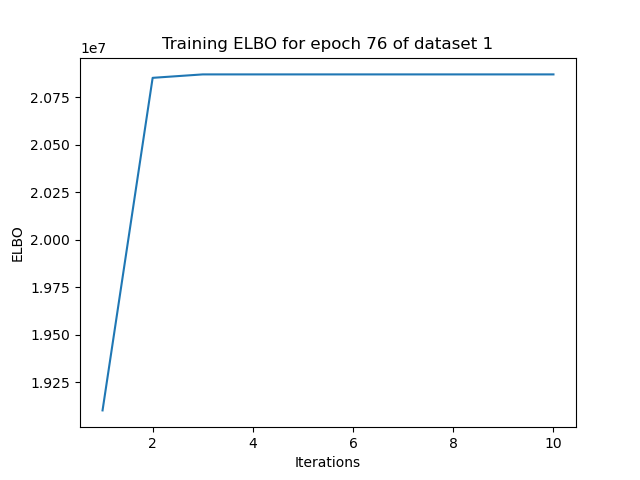 Training ELBO for epoch 76 of dataset 1
1e7
2.075
2.050
2.025
2.000
1.975
1.950
1.925
ELBO
2 4 6 8 10
Iterations